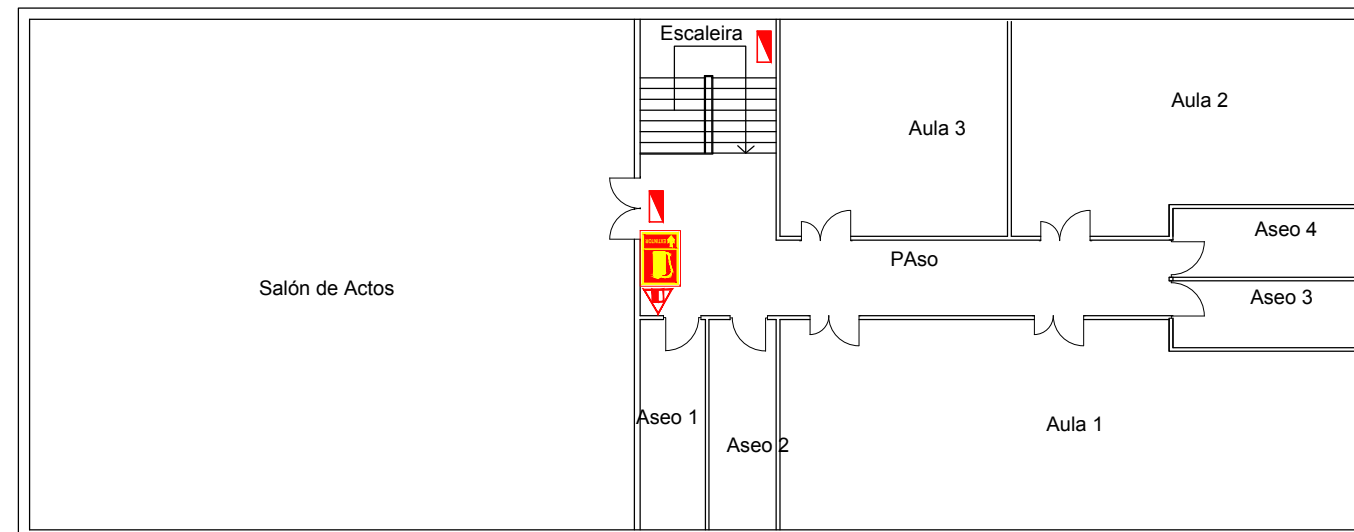 Escaleira
Aula 2
Aula 3
Aseo 4
PAso
Salón de Actos
Aseo 3
EXTINTOR
Aseo 1
Aula 1
Aseo 2